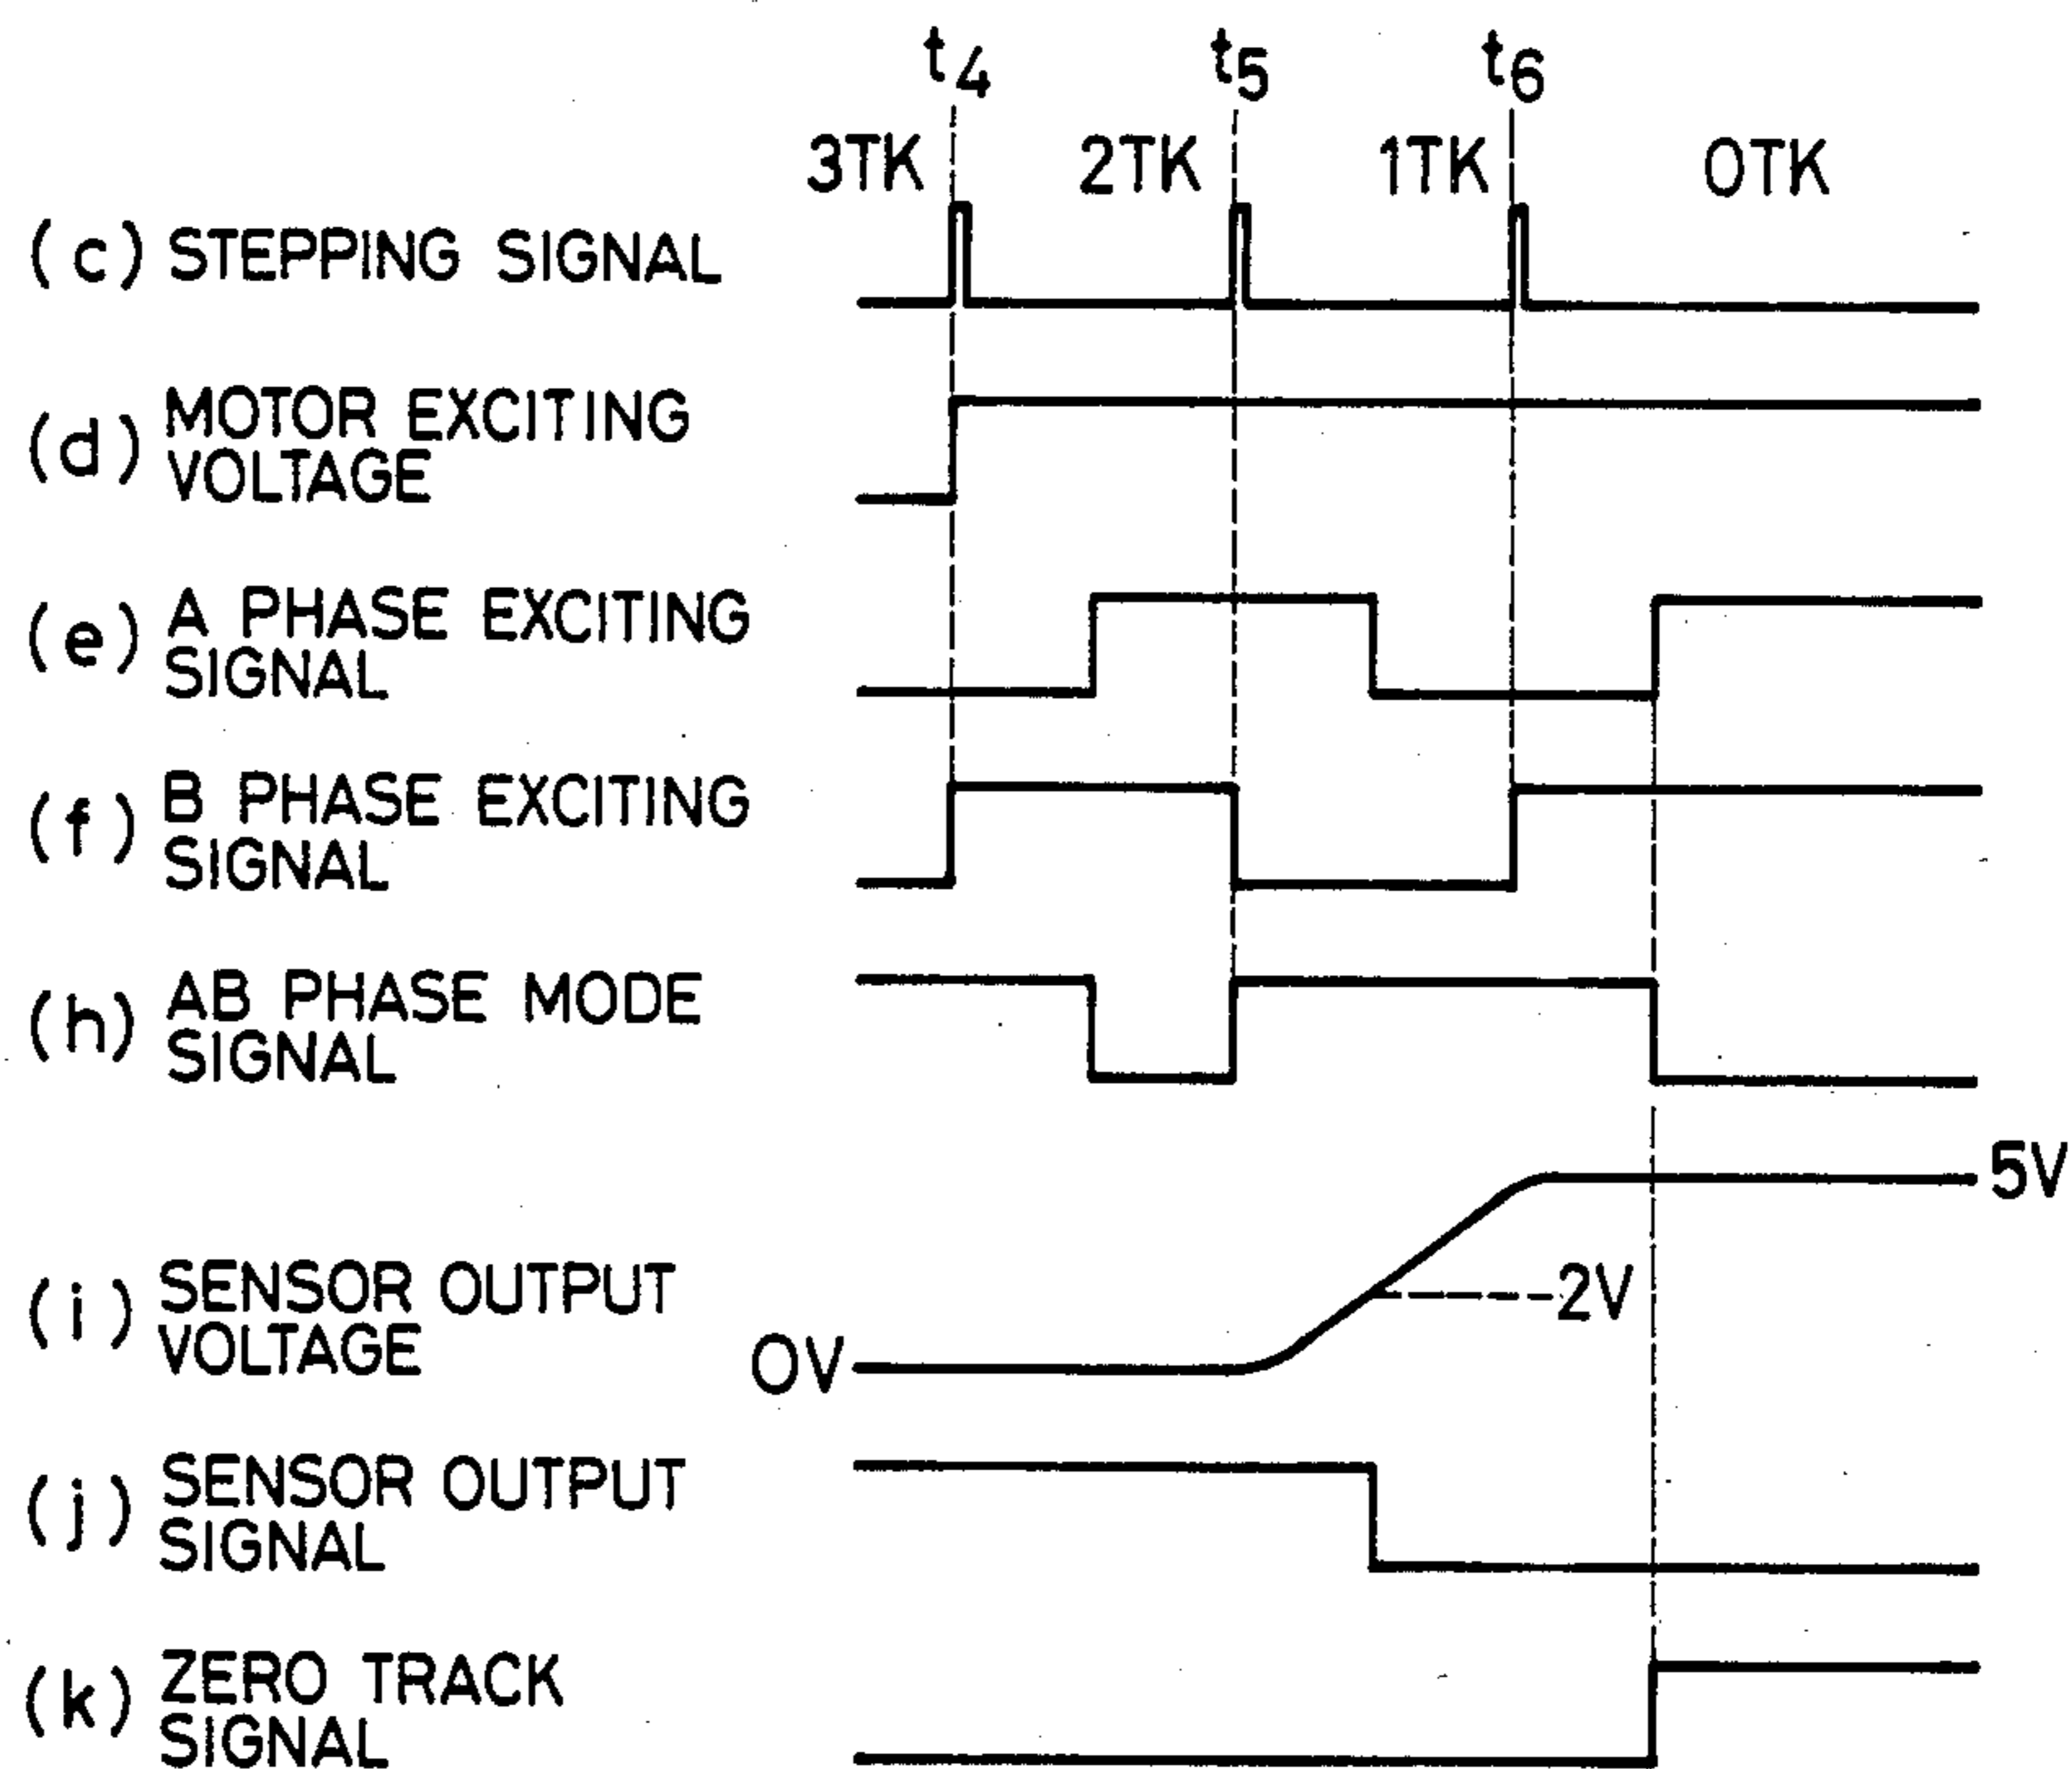 t4 t5 t6
3TK 2TK 1TK 0TK
(c) STEPPING SIGNAL
(d) MOTOR EXCITING
VOLTAGE
(e) A PHASE EXCITING
SIGNAL
(f) B PHASE EXCITING
SIGNAL
(h) AB PHASE MODE
SIGNAL
5V
(i) SENSOR OUTPUT
VOLTAGE
2V
0V
(j) SENSOR OUTPUT
SIGNAL
(k) ZERO TRACK
SIGNAL